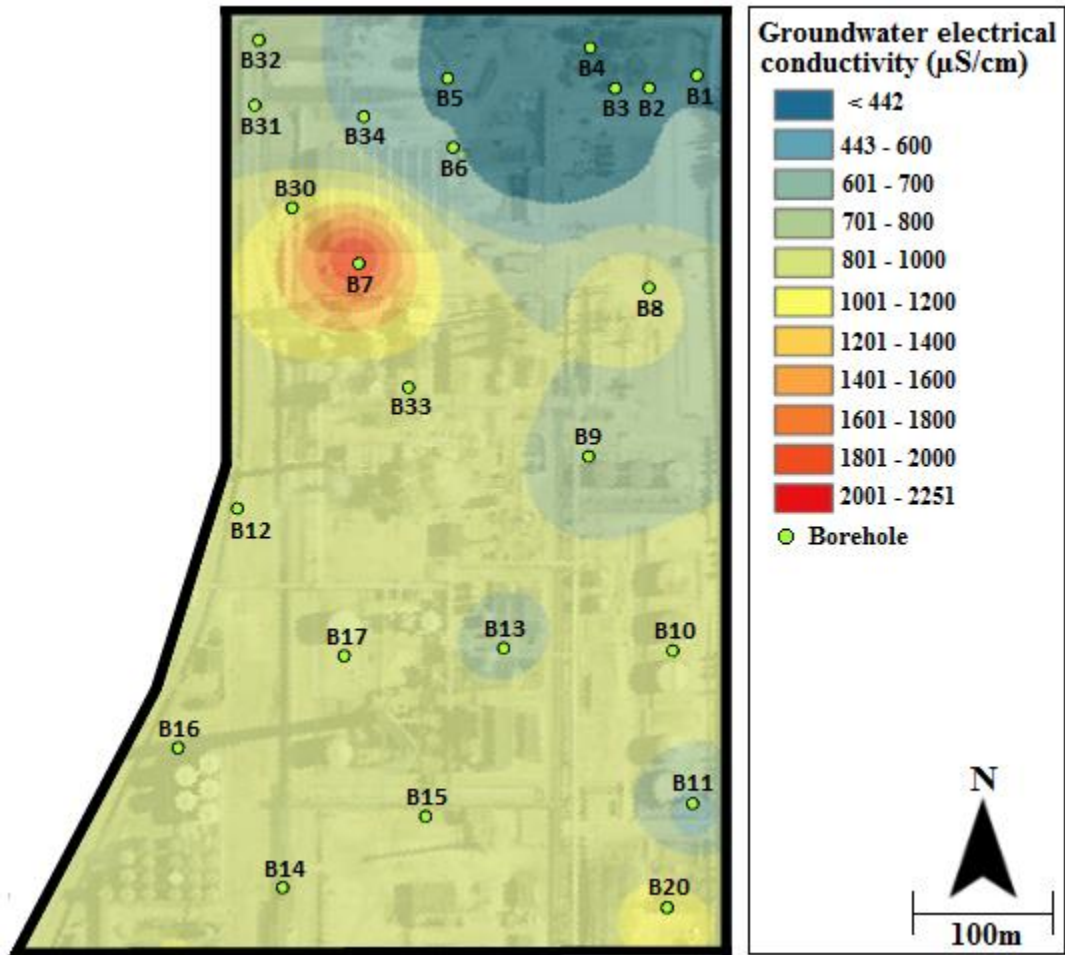 Groundwater electrical
conductivity (µS/cm)
< 442
443 - 600
601 - 700
701 - 800
801 - 1000
1001 - 1200
1201 - 1400
1401 - 1600
1601 - 1800
1801 - 2000
2001 - 2251
Borehole
N
100m
B32
B4
B5
B1
B3
B2
B31
B34
B6
B30
B7
B8
B33
B9
B12
B17
B13
B10
B16
B15
B11
B14
B20